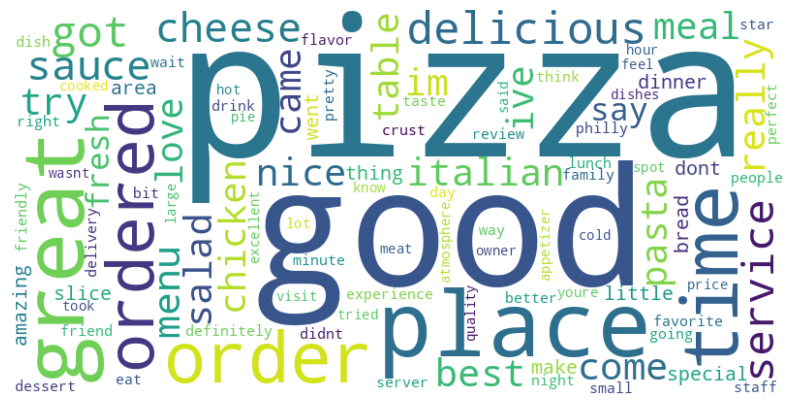 pizza
good
great
place
time
ordered
order
cheese
delicious
meal
star
dish
got
flavor
sauce
wait
came
table
im
ive
say
hour
feel
think
dinner
really
perfect
cooked
area
try
right
hot
drink
pie
pretty
went
taste
said
dishes
crust
review
philly
fresh
love
nice
thing
italian
lunch
family
spot
dont
people
wasnt
bit
large
salad
chicken
excellent
know
day
friendly
delivery
menu
lot
meat
way
owner
cold
atmosphere
appetizer
pasta
bread
service
minute
visit
experience
tried
better
youre
little
price
amazing
slice
took
friend
definitely
didnt
quality
favorite
going
dessert
eat
server
best
make
night
come
small
special
staff